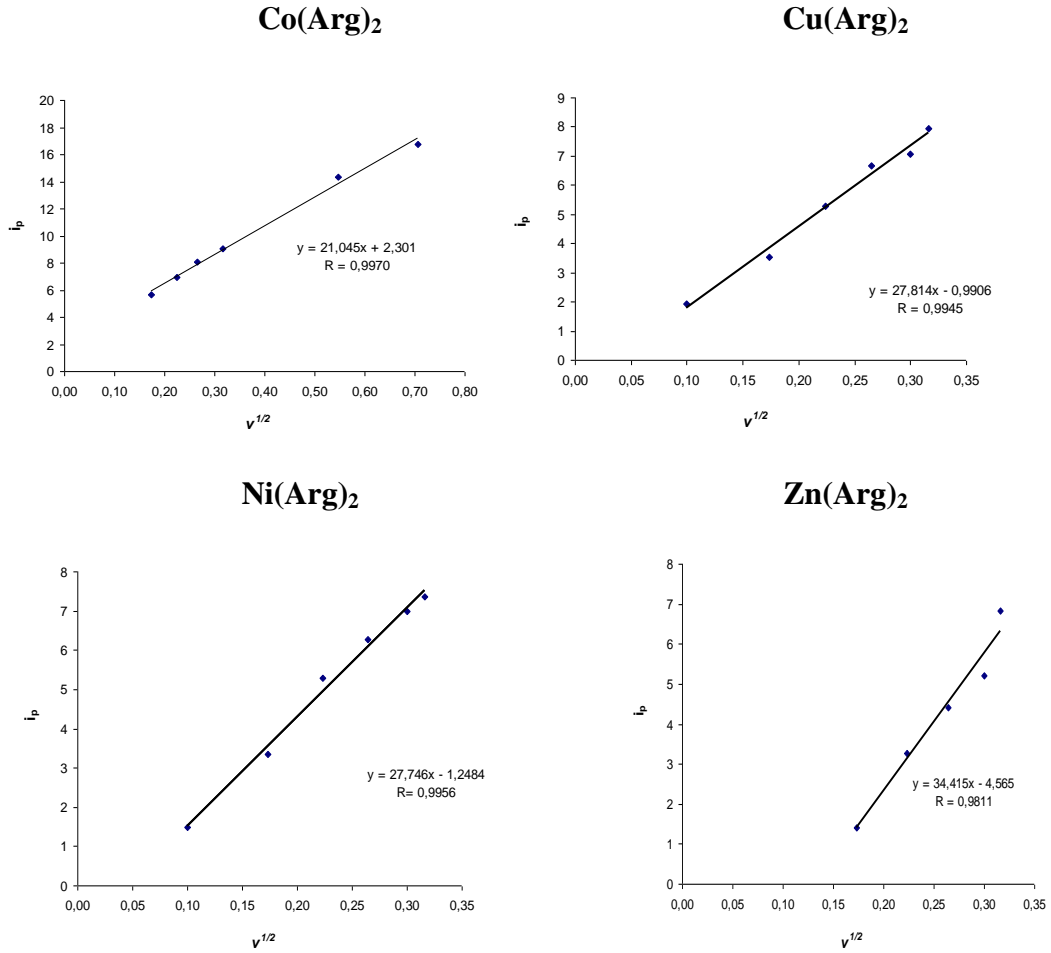 Co(Arg)₂
20
18
16
14
12
10
8
6
4
2
0
iₚ
y = 21,045x + 2,301
R = 0,9970
0,00 0,10 0,20 0,30 0,40 0,50 0,60 0,70 0,80
v^1/2
Cu(Arg)₂
9
8
7
6
5
4
3
2
1
0
iₚ
y = 27,814x - 0,9906
R = 0,9945
0,00 0,05 0,10 0,15 0,20 0,25 0,30 0,35
v^1/2
Ni(Arg)₂
8
7
6
5
4
3
2
1
0
iₚ
y = 27,746x - 1,2484
R= 0,9956
0,00 0,05 0,10 0,15 0,20 0,25 0,30 0,35
v^1/2
Zn(Arg)₂
8
7
6
5
4
3
2
1
0
iₚ
y = 34,415x - 4,565
R = 0,9811
0,00 0,05 0,10 0,15 0,20 0,25 0,30 0,35
v^1/2